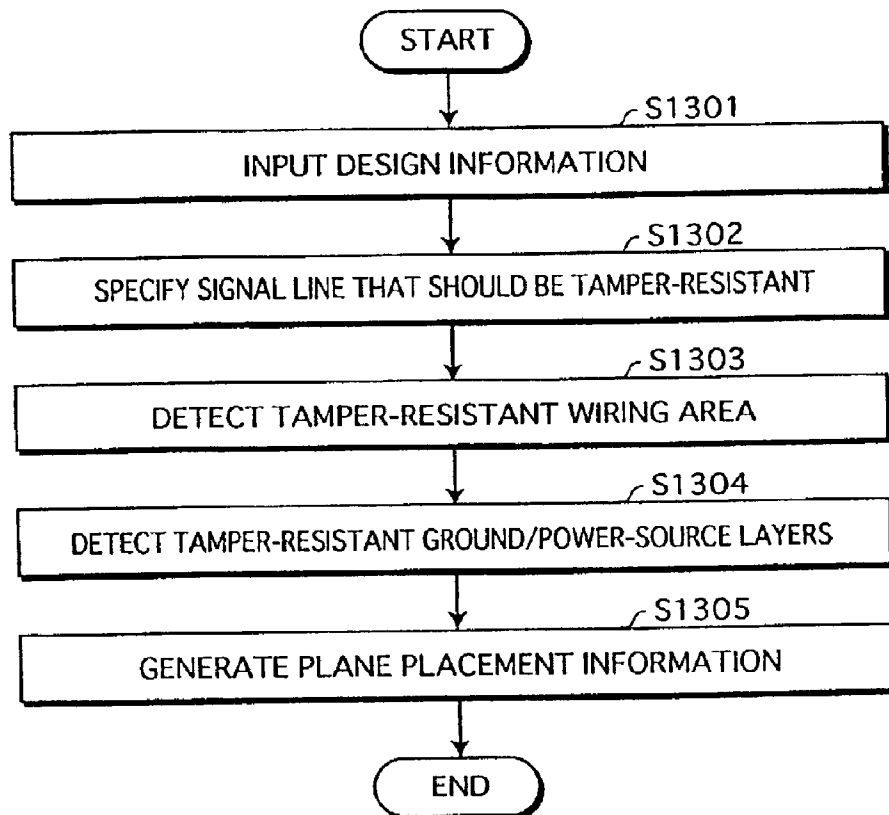 START
S1301
INPUT DESIGN INFORMATION
S1302
SPECIFY SIGNAL LINE THAT SHOULD BE TAMPER-RESISTANT
S1303
DETECT TAMPER-RESISTANT WIRING AREA
S1304
DETECT TAMPER-RESISTANT GROUND/POWER-SOURCE LAYERS
S1305
GENERATE PLANE PLACEMENT INFORMATION
END